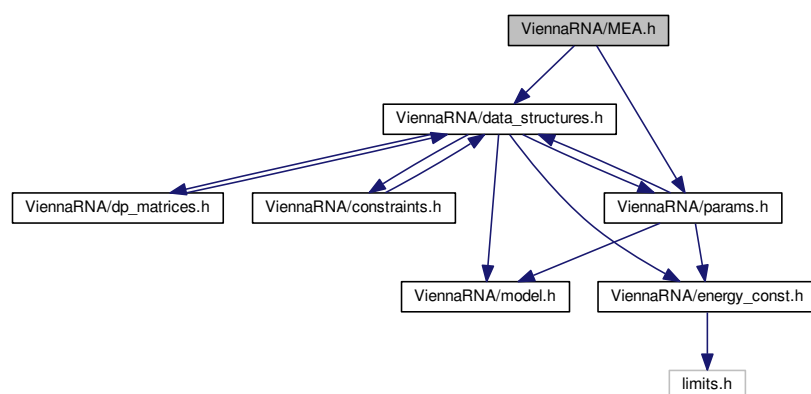 ViennaRNA/MEA.h
ViennaRNA/data_structures.h
ViennaRNA/dp_matrices.h
ViennaRNA/constraints.h
ViennaRNA/params.h
ViennaRNA/model.h
ViennaRNA/energy_const.h
limits.h